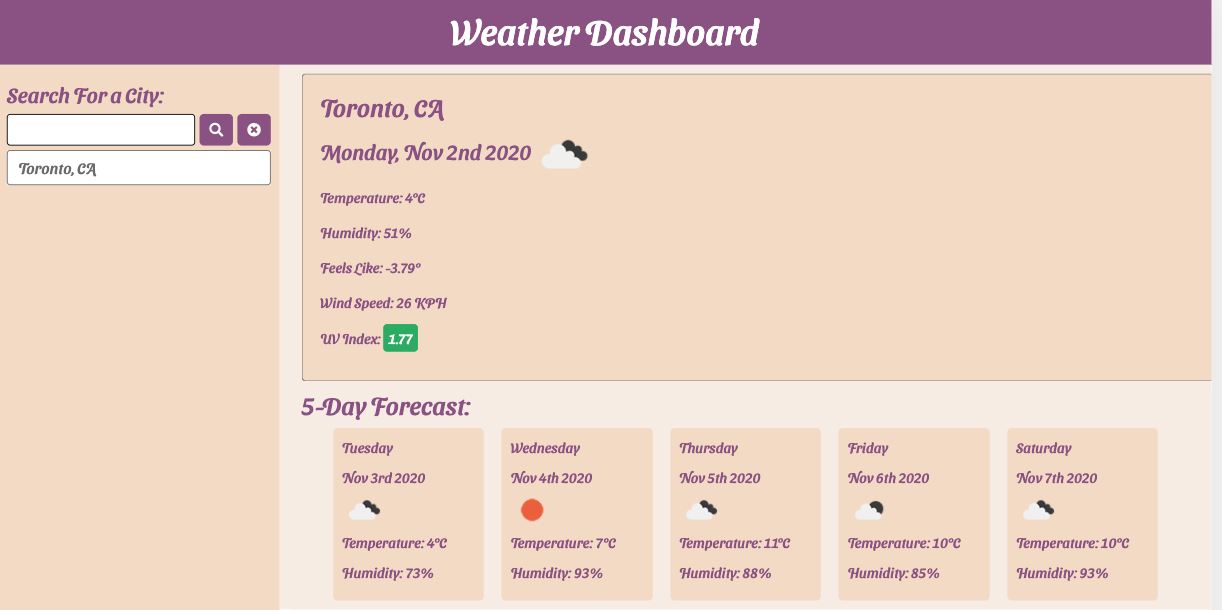 Weather Dashboard
Search For a City:
Toronto, CA
Toronto, CA
Monday, Nov 2nd 2020
Temperature: 4°C
Humidity: 51%
Feels Like: -3.79°
Wind Speed: 26 KPH
UV Index: 1.77
5-Day Forecast:
Tuesday
Nov 3rd 2020
Temperature: 4°C
Humidity: 73%
Wednesday
Nov 4th 2020
Temperature: 7°C
Humidity: 93%
Thursday
Nov 5th 2020
Temperature: 11°C
Humidity: 88%
Friday
Nov 6th 2020
Temperature: 10°C
Humidity: 85%
Saturday
Nov 7th 2020
Temperature: 10°C
Humidity: 93%